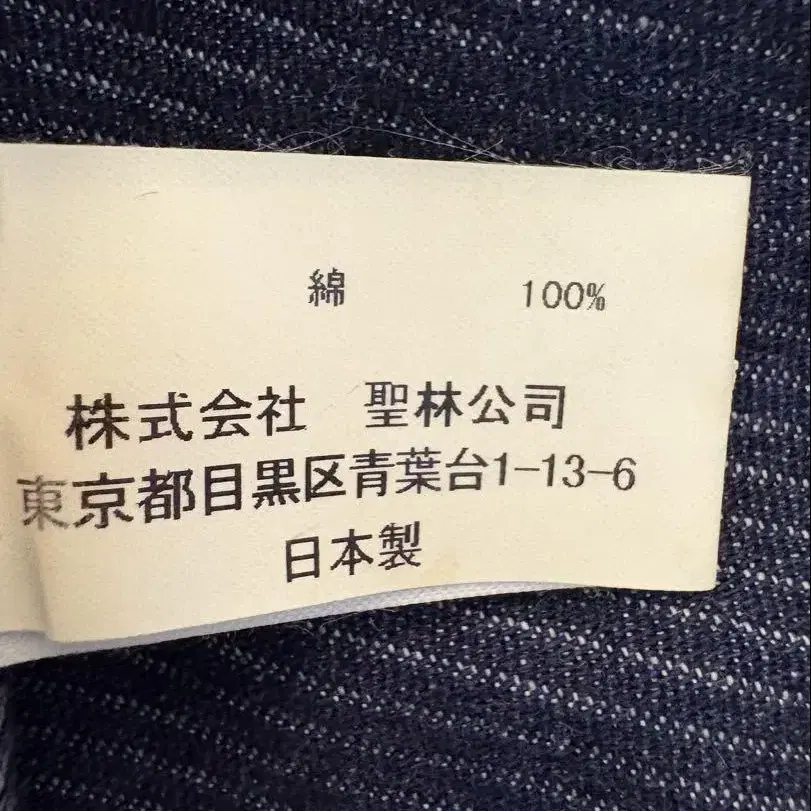 綿 100%
株式会社 聖林公司
東京都目黒区青葉台1-13-6
日本製